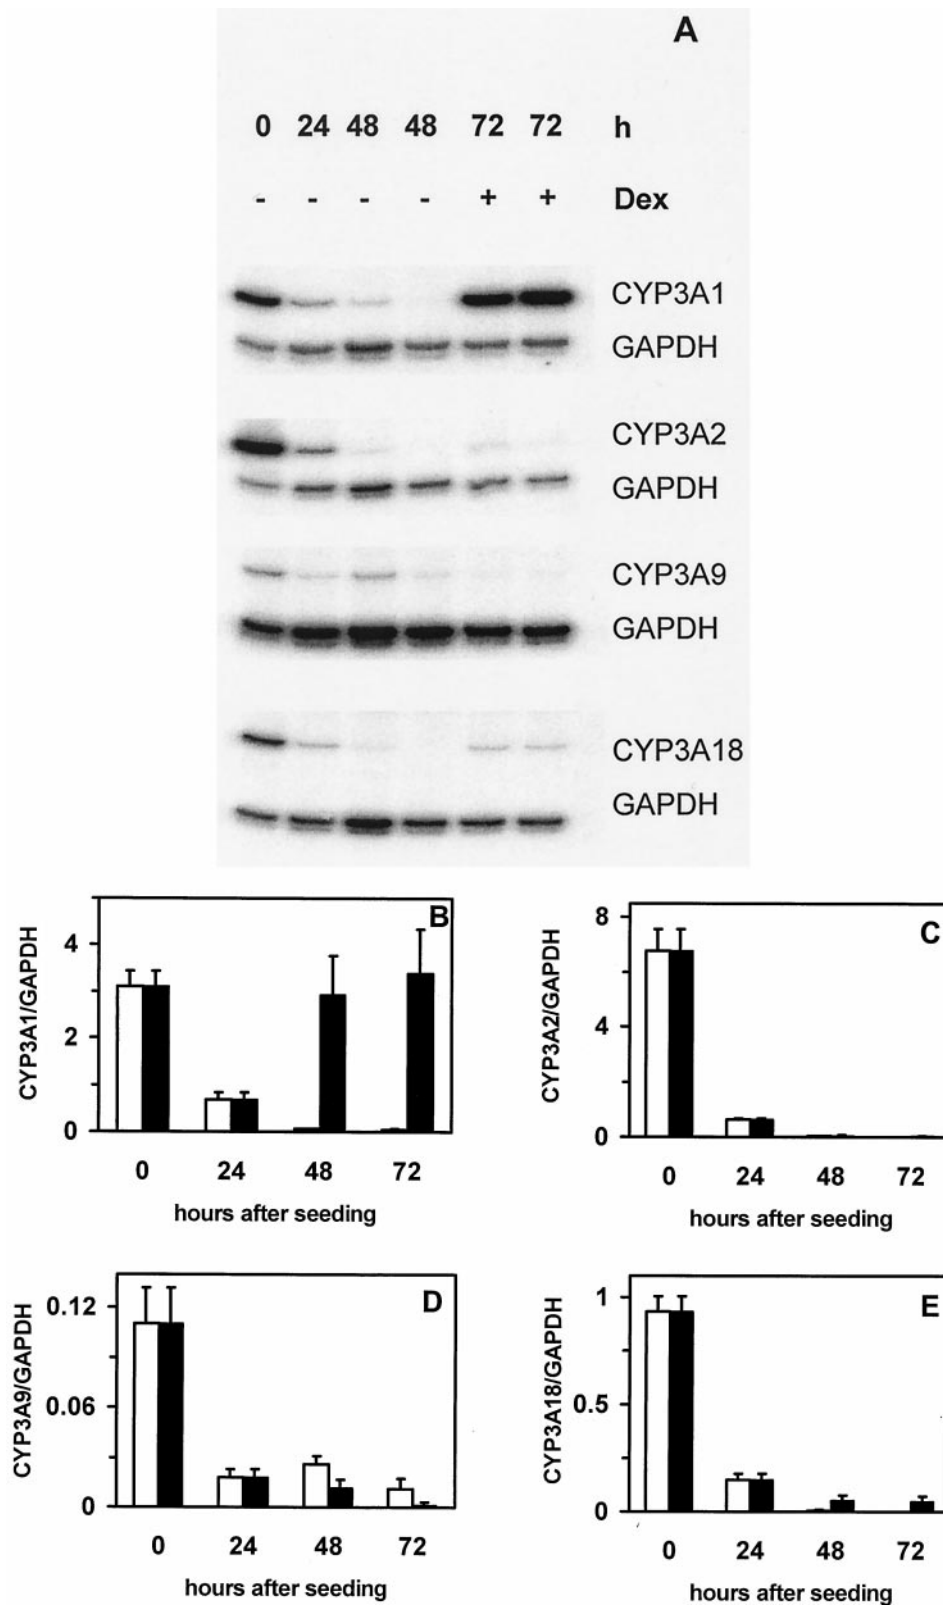 A
0 24 48 48 72 72 h
- - - - + + Dex
CYP3A1
GAPDH
CYP3A2
GAPDH
CYP3A9
GAPDH
CYP3A18
GAPDH
B
CYP3A1/GAPDH
4
2
0
0 24 48 72
hours after seeding
C
CYP3A2/GAPDH
8
4
0
0 24 48 72
hours after seeding
D
CYP3A9/GAPDH
0.12
0.06
0
0 24 48 72
hours after seeding
E
CYP3A18/GAPDH
1
0.5
0
0 24 48 72
hours after seeding